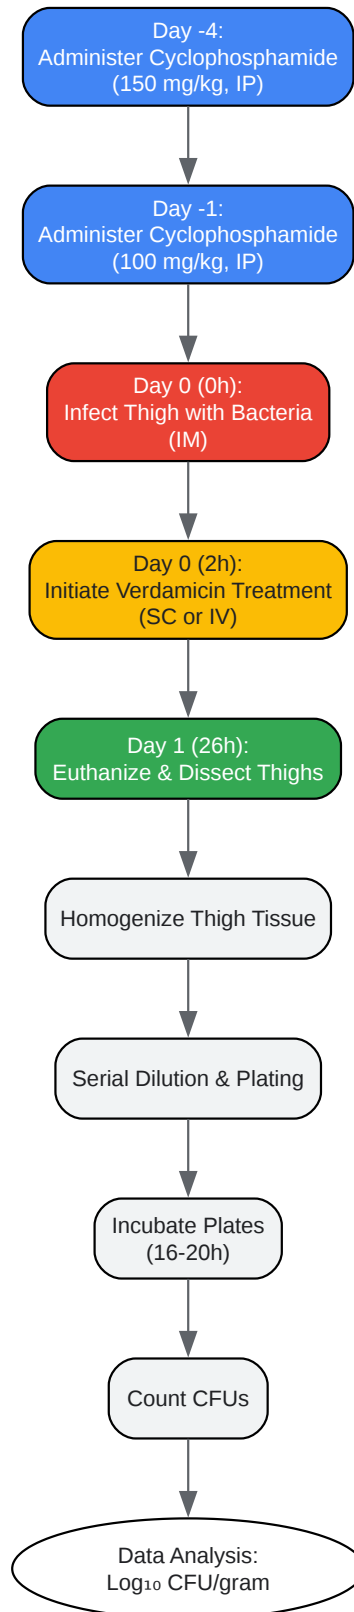 Day -4:
Administer Cyclophosphamide
(150 mg/kg, IP)
Day -1:
Administer Cyclophosphamide
(100 mg/kg, IP)
Day 0 (0h):
Infect Thigh with Bacteria
(IM)
Day 0 (2h):
Initiate Verdamicin Treatment
(SC or IV)
Day 1 (26h):
Euthanize & Dissect Thighs
Homogenize Thigh Tissue
Serial Dilution & Plating
Incubate Plates
(16-20h)
Count CFUs
Data Analysis:
Log₁₀ CFU/gram